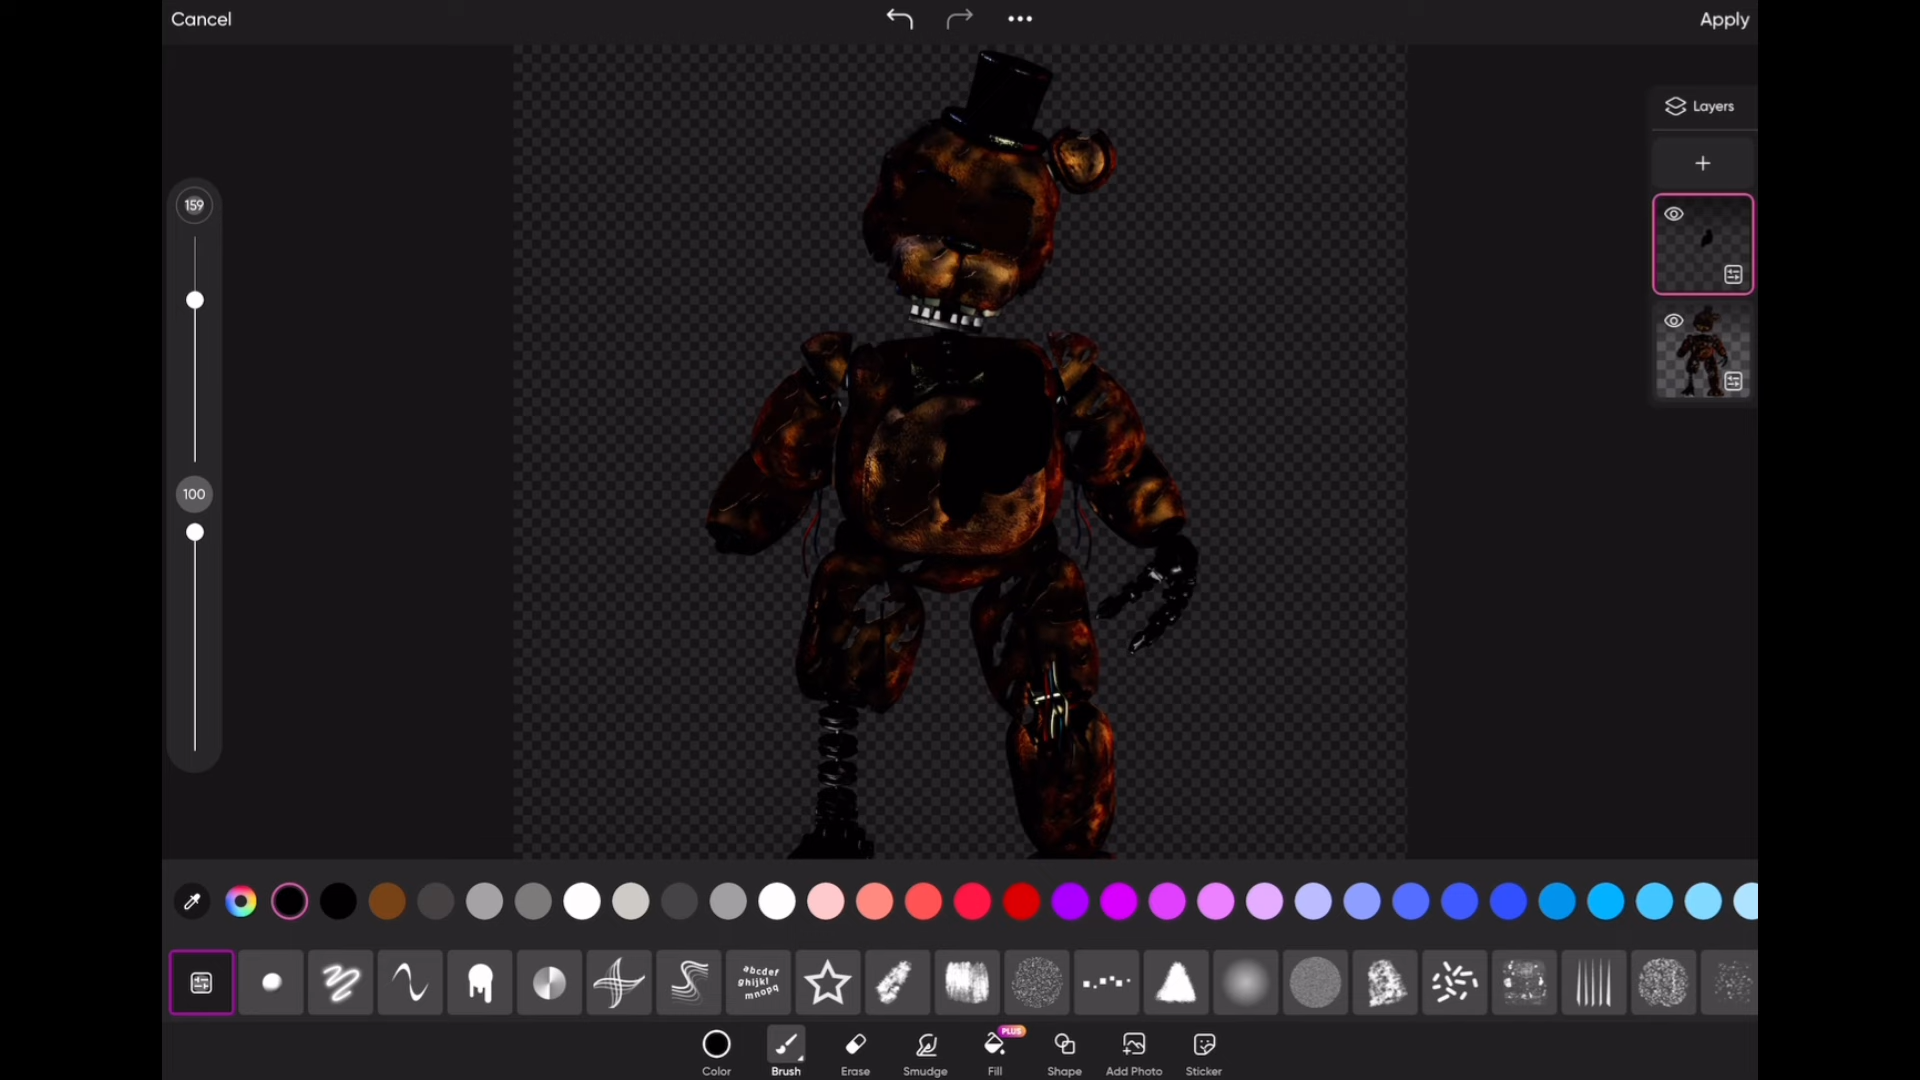 Cancel
Apply
Layers
159
100
abcdef
ghijkl
mnopq
PLUS
Color
Brush
Erase
Smudge
Fill
Shape
Add Photo
Sticker